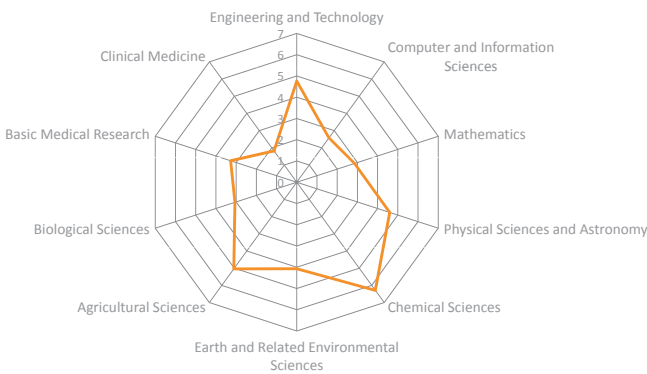 Engineering and Technology
7
Computer and Information
Sciences
Clinical Medicine
6
5
4
3
Basic Medical Research
Mathematics
2
1
0
Biological Sciences
Physical Sciences and Astronomy
Agricultural Sciences
Chemical Sciences
Earth and Related Environmental
Sciences